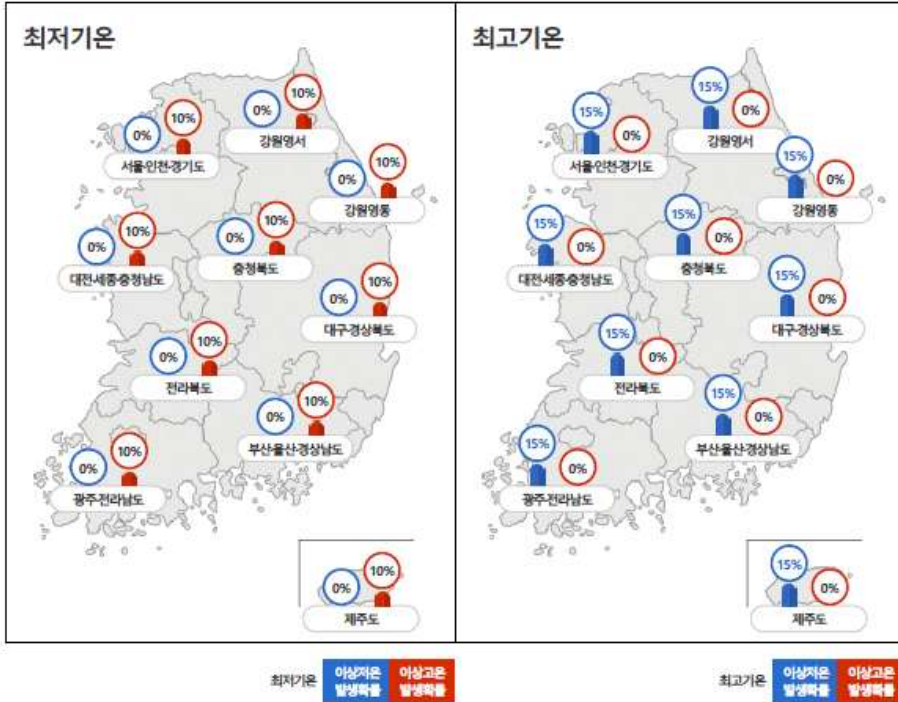 최저기온
0% 10%
서울·인천·경기도
0% 10%
강원영서
0% 10%
강원영동
0% 10%
대전·세종·충청남도
0% 10%
충청북도
0% 10%
대구·경상북도
0% 10%
전라북도
0% 10%
부산·울산·경상남도
0% 10%
광주·전라남도
0% 10%
제주도
최저기온
이상저온 발생확률
이상고온 발생확률
최고기온
15% 0%
서울·인천·경기도
15% 0%
강원영서
15% 0%
강원영동
15% 0%
대전·세종·충청남도
15% 0%
충청북도
15% 0%
대구·경상북도
15% 0%
전라북도
15% 0%
부산·울산·경상남도
15% 0%
광주·전라남도
15% 0%
제주도
최고기온
이상저온 발생확률
이상고온 발생확률